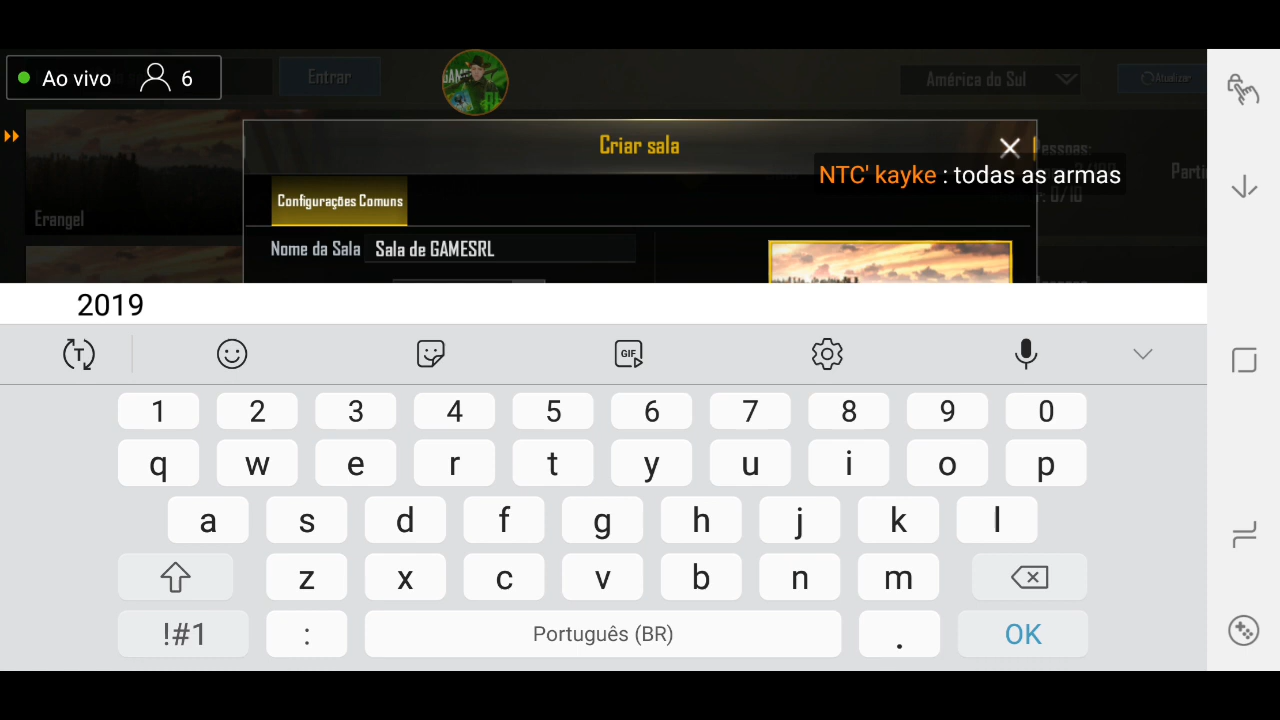 Ao vivo 6
Entrar
América do Sul
Atualizar
Criar sala
Pessoas:
NTC' kayke : todas as armas
Configurações Comuns
Erangel
Nome da Sala Sala de GAMESRL
2019
GIF
1 2 3 4 5 6 7 8 9 0
q w e r t y u i o p
a s d f g h j k l
z x c v b n m
!#1 : Português (BR) . OK